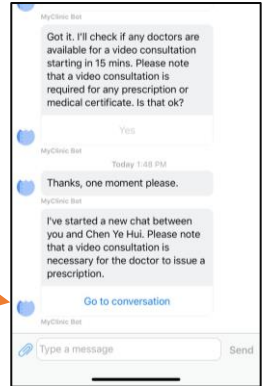 MyClinic Bot
Got it. I'll check if any doctors are
available for a video consultation
starting in 15 mins. Please note
that a video consultation is
required for any prescription or
medical certificate. Is that ok?
Yes
MyClinic Bot
Today 1:48 PM
Thanks, one moment please.
MyClinic Bot
I've started a new chat between
you and Chen Ye Hui. Please note
that a video consultation is
necessary for the doctor to issue a
prescription.
Go to conversation
MyClinic Bot
Type a message
Send